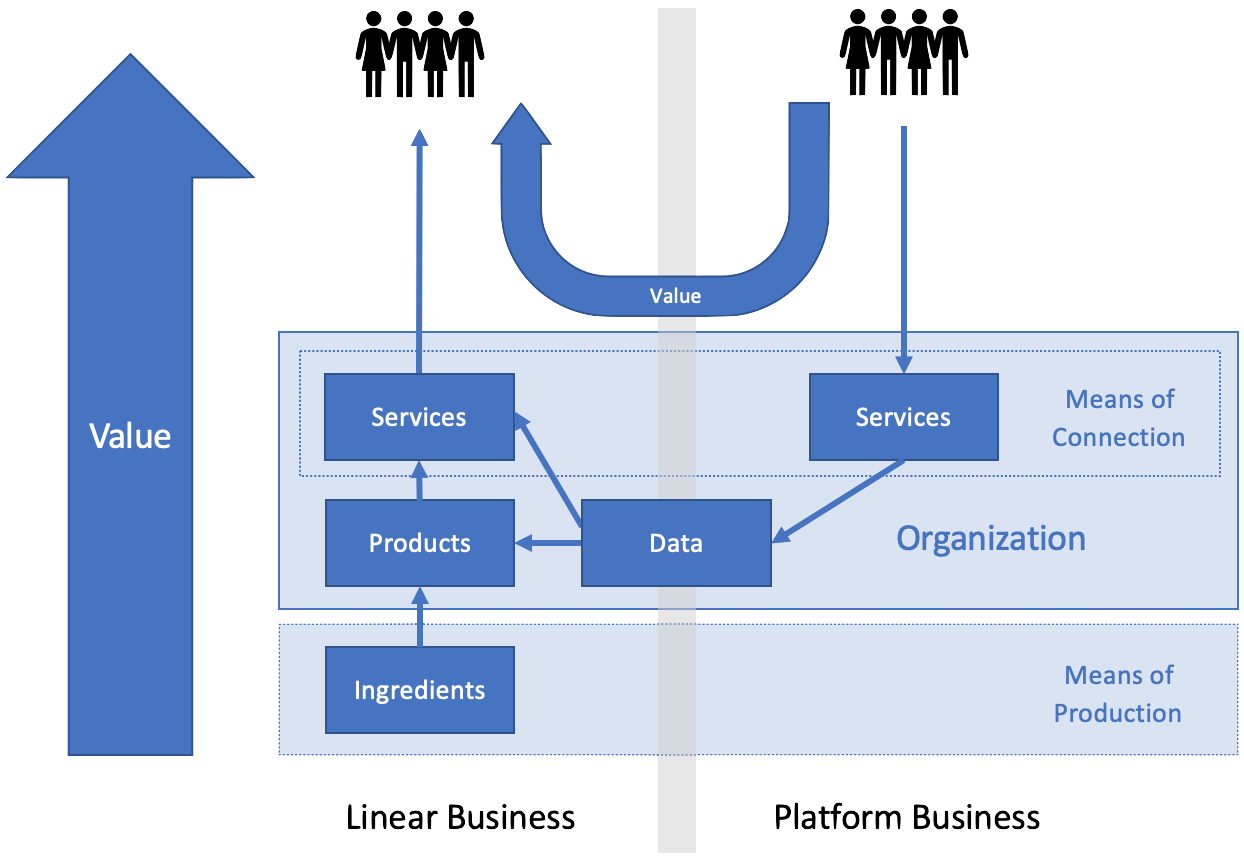 Value
Value
Services
Services
Means of
Connection
Products
Data
Organization
Ingredients
Means of
Production
Linear Business
Platform Business